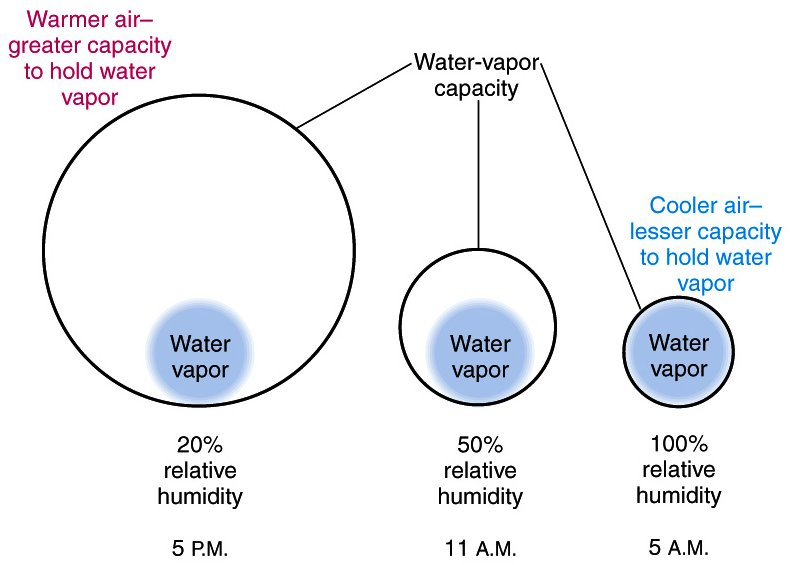 Warmer air–
greater capacity
to hold water
vapor
Water-vapor
capacity
Cooler air–
lesser capacity
to hold water
vapor
Water
vapor
Water
vapor
Water
vapor
20%
relative
humidity
50%
relative
humidity
100%
relative
humidity
5 P.M.
11 A.M.
5 A.M.